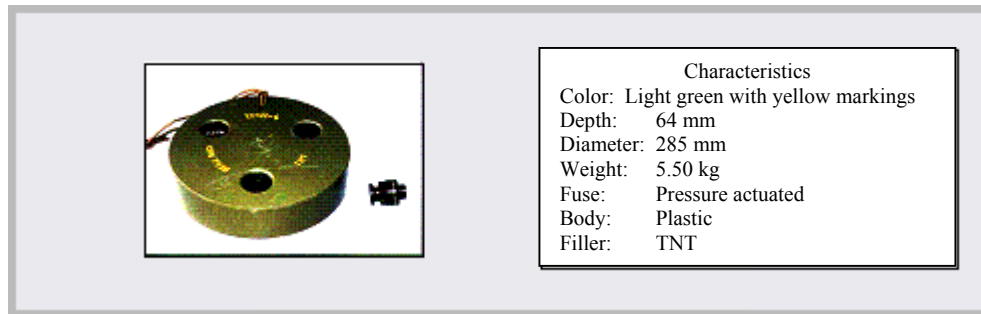 Characteristics
Color: Light green with yellow markings
Depth: 64 mm
Diameter: 285 mm
Weight: 5.50 kg
Fuse: Pressure actuated
Body: Plastic
Filler: TNT